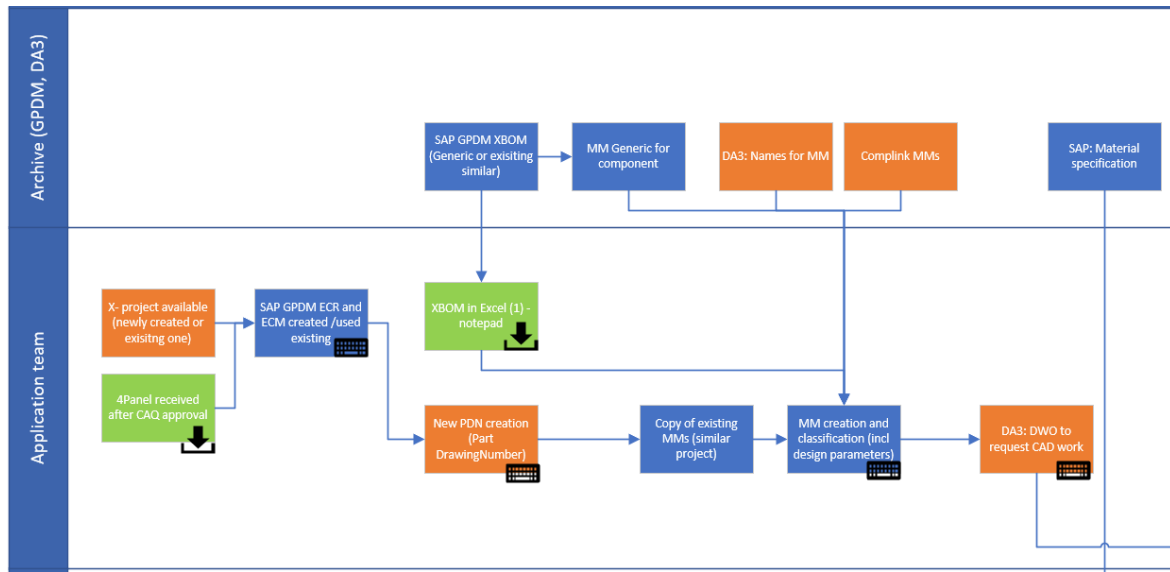 Archive (GPDM, DA3)
SAP GPDM XBOM
(Generic or exisiting
similar)
MM Generic for
component
DA3: Names for MM
Complink MMs
SAP: Material
specification
Application team
X- project available
(newly created or
exisitng one)
SAP GPDM ECR and
ECM created /used
existing
XBOM in Excel (1) -
notepad
4Panel received
after CAQ approval
New PDN creation
(Part
DrawingNumber)
Copy of existing
MMs (similar
project)
MM creation and
classification (incl
design parameters)
DA3: DWO to
request CAD work